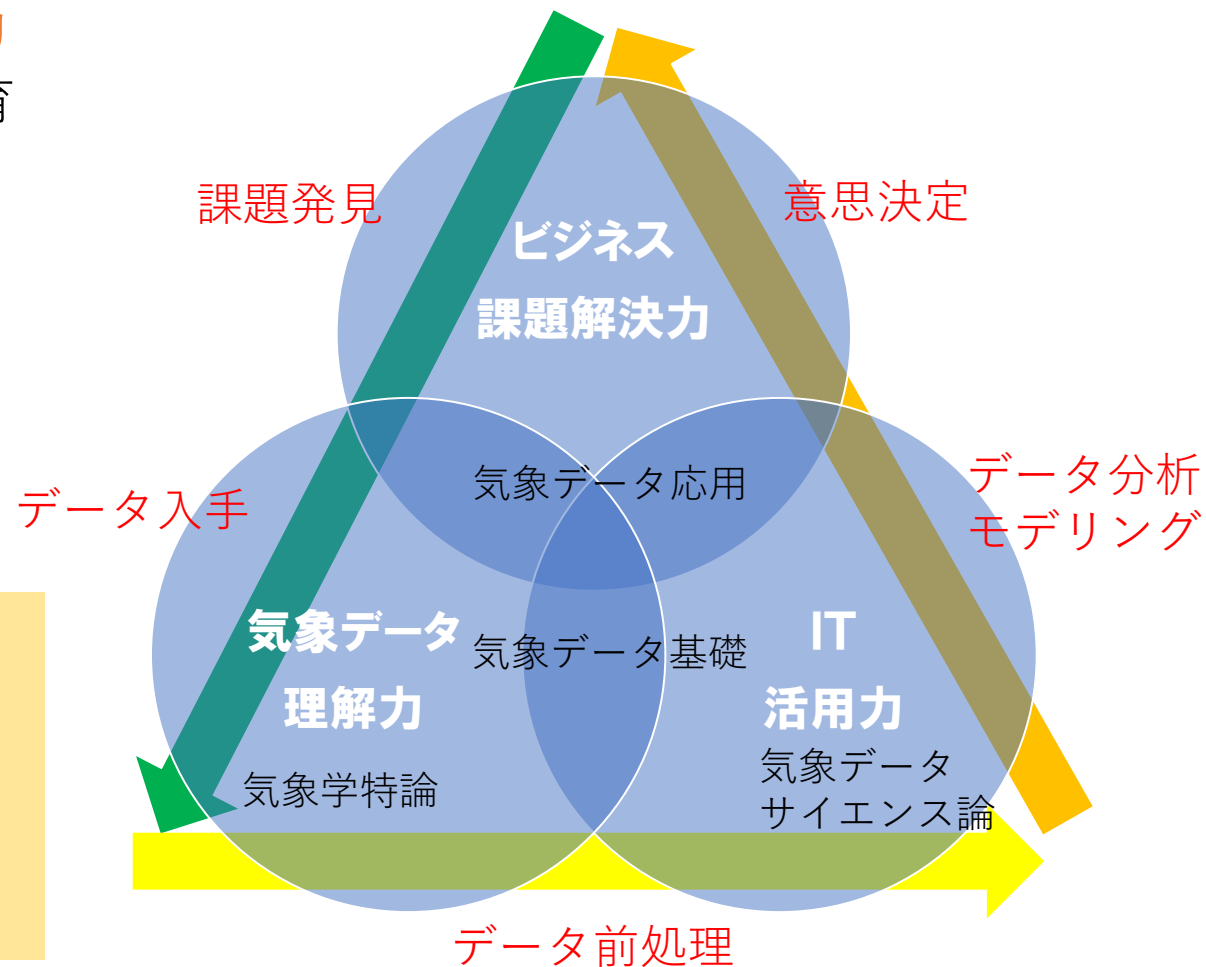 育
課題発見
意思決定
ビジネス
課題解決力
データ入手
気象データ応用
データ分析
モデリング
気象データ
理解力
気象データ基礎
IT
活用力
気象学特論
気象データ
サイエンス論
データ前処理